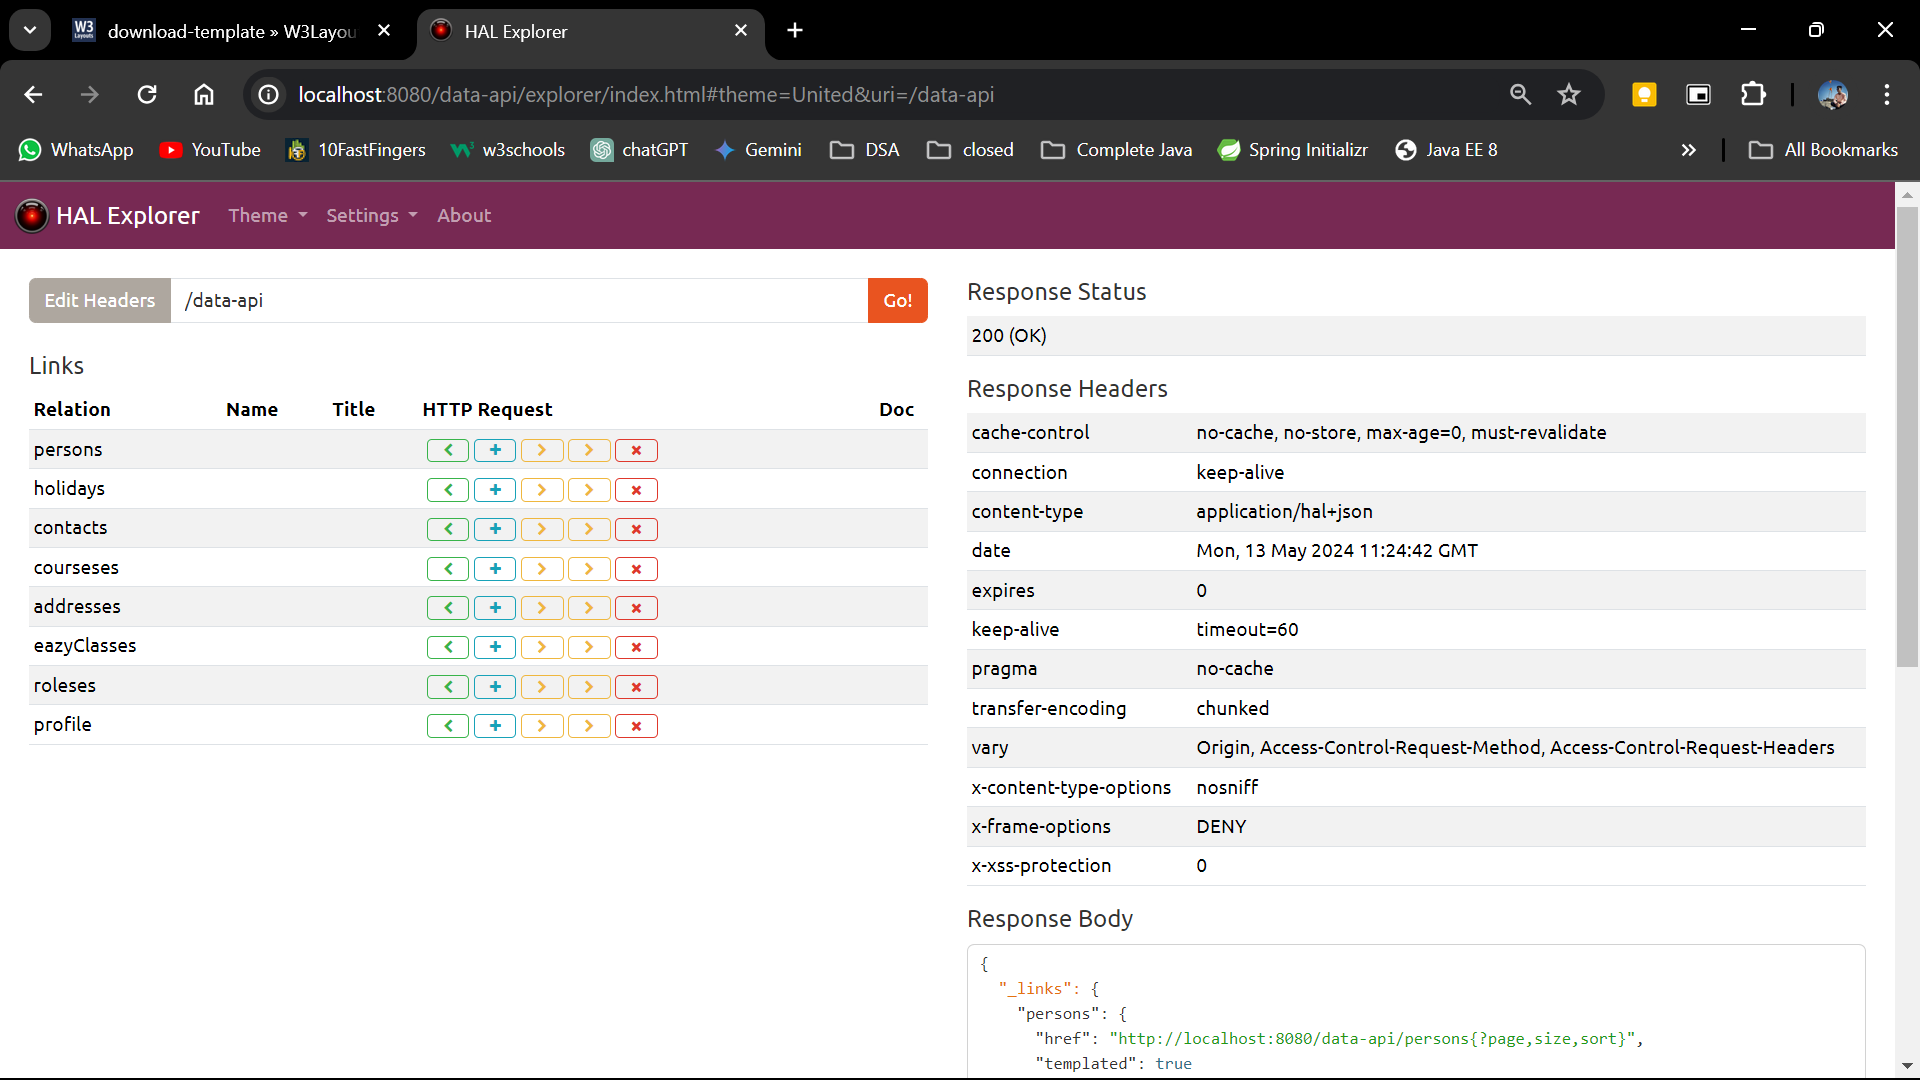 W3 Layouts download-template » W3Layou
HAL Explorer
localhost:8080/data-api/explorer/index.html#theme=United&uri=/data-api
WhatsApp YouTube 10FastFingers w3schools chatGPT Gemini DSA closed Complete Java Spring Initializr Java EE 8 » All Bookmarks
HAL Explorer Theme Settings About
Edit Headers /data-api Go!
Links
Relation Name Title HTTP Request Doc
persons
holidays
contacts
courseses
addresses
eazyClasses
roleses
profile
Response Status
200 (OK)
Response Headers
cache-control no-cache, no-store, max-age=0, must-revalidate
connection keep-alive
content-type application/hal+json
date Mon, 13 May 2024 11:24:42 GMT
expires 0
keep-alive timeout=60
pragma no-cache
transfer-encoding chunked
vary Origin, Access-Control-Request-Method, Access-Control-Request-Headers
x-content-type-options nosniff
x-frame-options DENY
x-xss-protection 0
Response Body
{
"_links": {
"persons": {
"href": "http://localhost:8080/data-api/persons{?page,size,sort}",
"templated": true